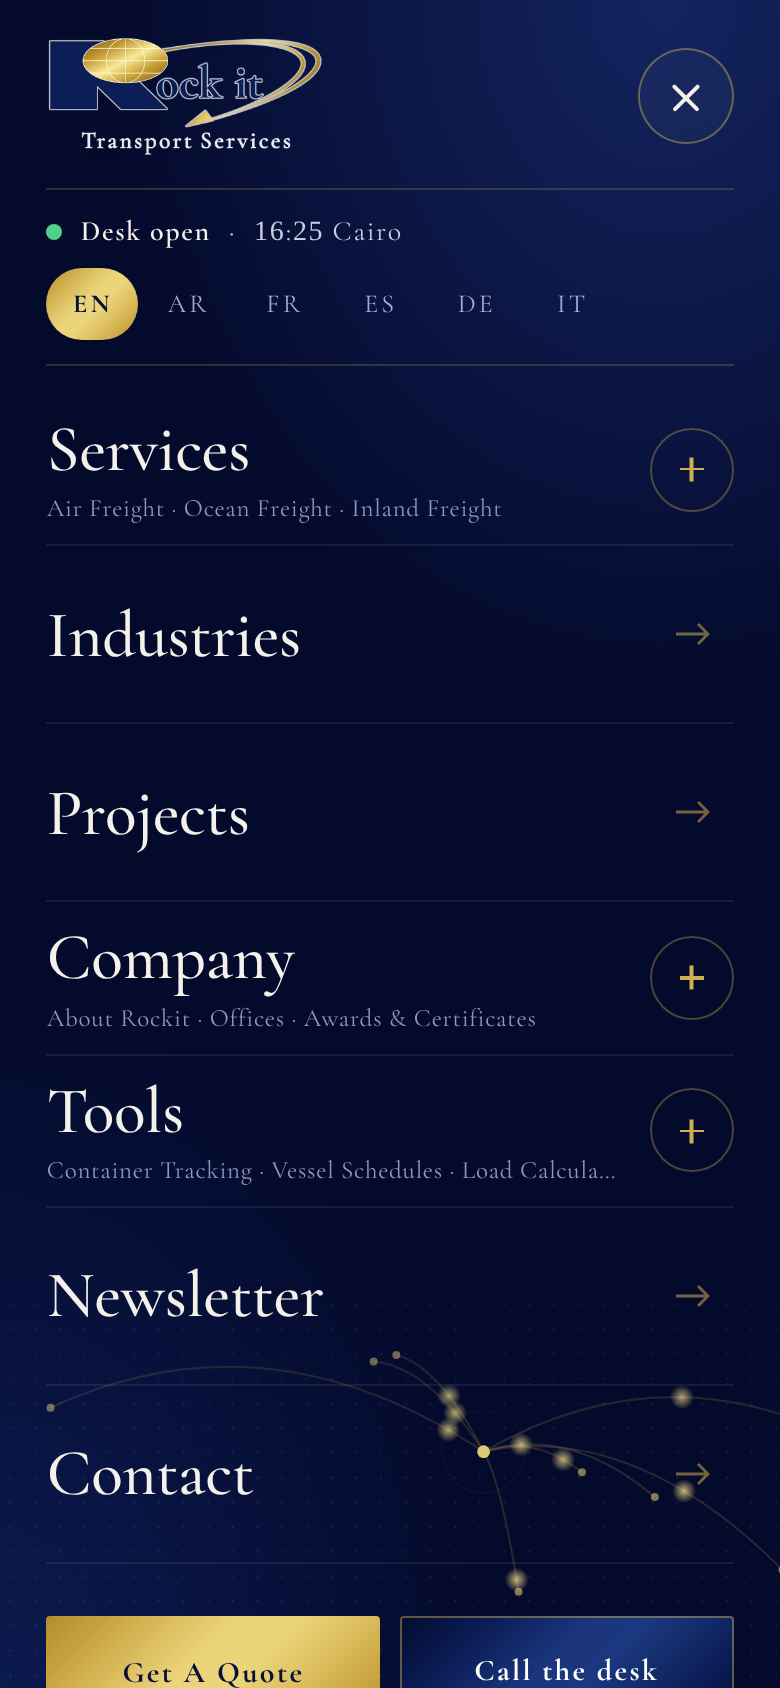 Rock it
Transport Services
Desk open · 16:25 Cairo
EN AR FR ES DE IT
Services
Air Freight · Ocean Freight · Inland Freight
Industries
Projects
Company
About Rockit · Offices · Awards & Certificates
Tools
Container Tracking · Vessel Schedules · Load Calcula...
Newsletter
Contact
Get A Quote
Call the desk